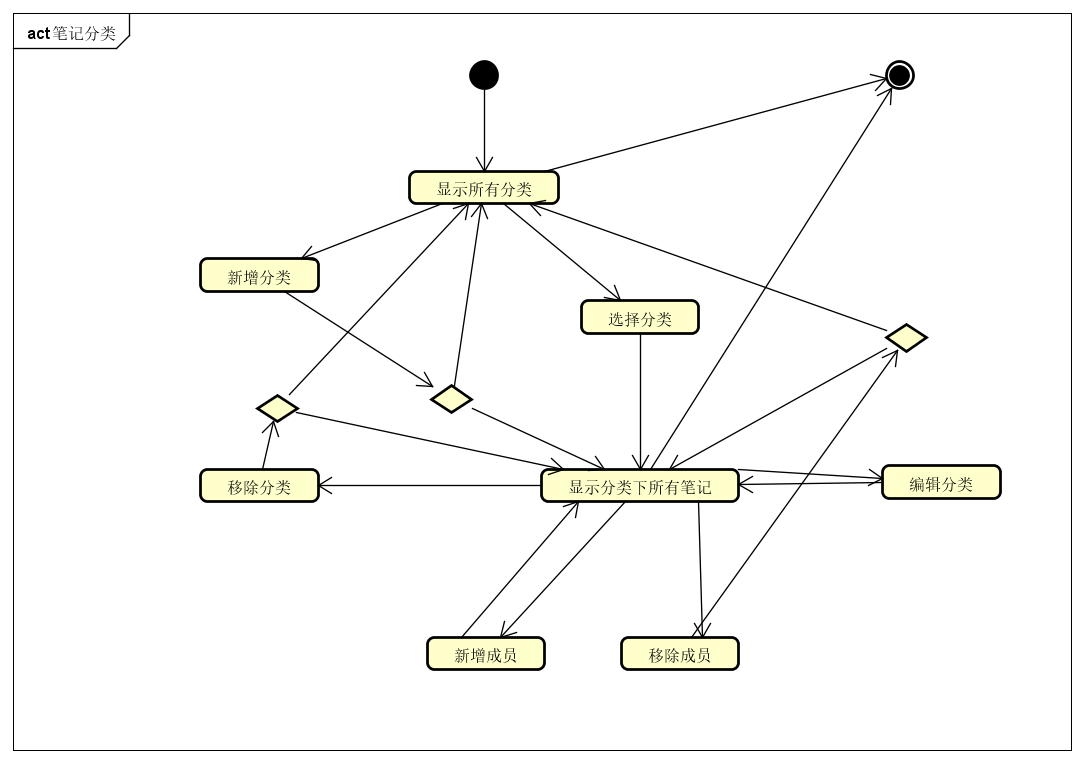 act 笔记分类
显示所有分类
新增分类
选择分类
移除分类
显示分类下所有笔记
编辑分类
新增成员
移除成员